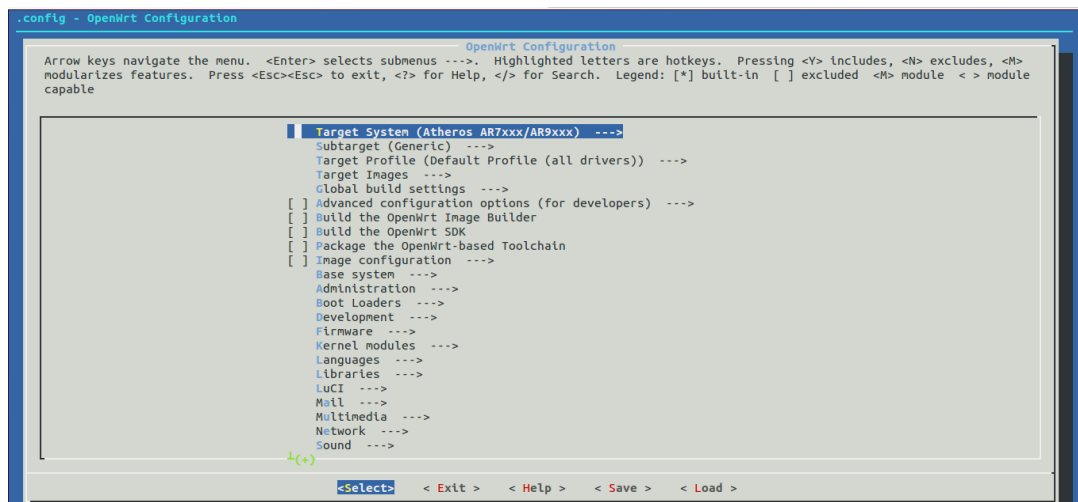 .config - OpenWrt Configuration
OpenWrt Configuration
Arrow keys navigate the menu.  <Enter> selects submenus --->.  Highlighted letters are hotkeys.  Pressing <Y> includes, <N> excludes, <M>
modularizes features.  Press <Esc><Esc> to exit, <?> for Help, </> for Search.  Legend: [*] built-in  [ ] excluded  <M> module  < > module
capable
Target System (Atheros AR7xxx/AR9xxx)  --->
Subtarget (Generic)  --->
Target Profile (Default Profile (all drivers))  --->
Target Images  --->
Global build settings  --->
[ ] Advanced configuration options (for developers)  --->
[ ] Build the OpenWrt Image Builder
[ ] Build the OpenWrt SDK
[ ] Package the OpenWrt-based Toolchain
[ ] Image configuration  --->
Base system  --->
Administration  --->
Boot Loaders  --->
Development  --->
Firmware  --->
Kernel modules  --->
Languages  --->
Libraries  --->
LuCI  --->
Mail  --->
Multimedia  --->
Network  --->
Sound  --->
┴(+)
<Select>    < Exit >    < Help >    < Save >    < Load >